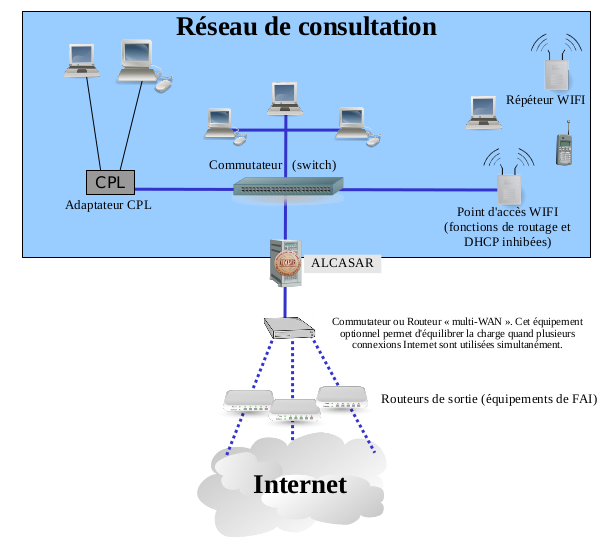 Réseau de consultation
Répéteur WIFI
Commutateur (switch)
CPL
Adaptateur CPL
Point d'accès WIFI
(fonctions de routage et
DHCP inhibées)
ALCASAR
Commutateur ou Routeur « multi-WAN ». Cet équipement
optionnel permet d'équilibrer la charge quand plusieurs
connexions Internet sont utilisées simultanément.
Routeurs de sortie (équipements de FAI)
Internet